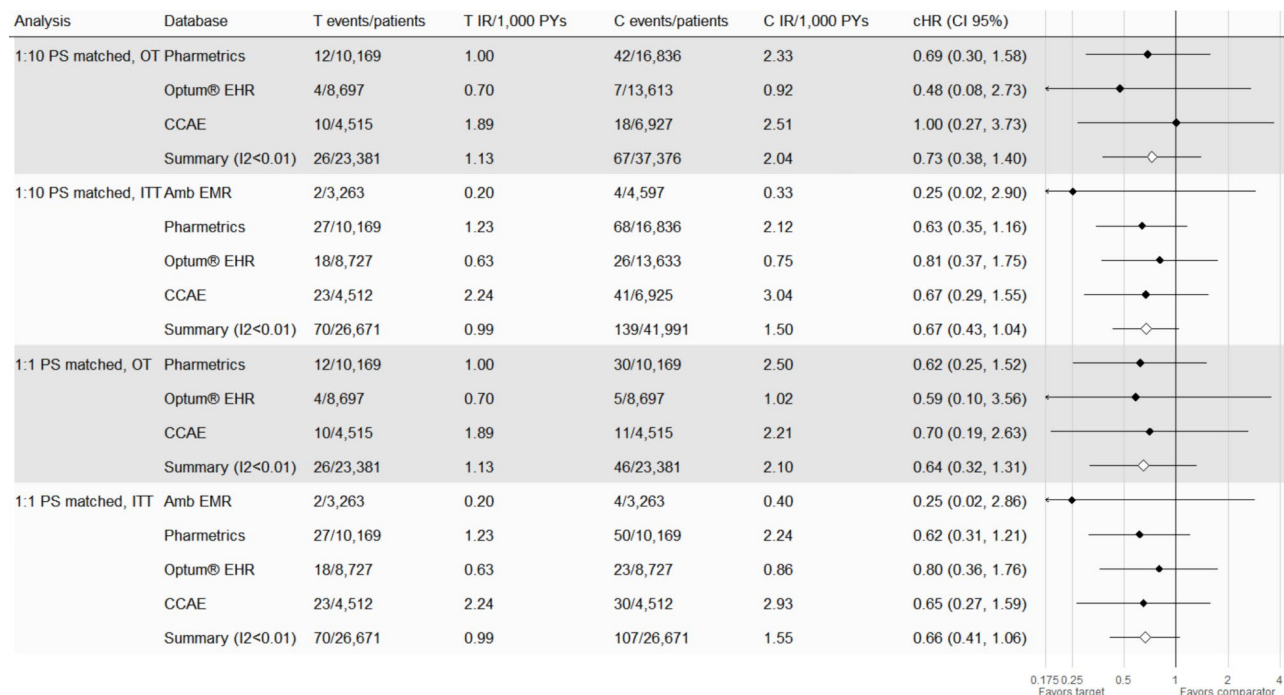 Analysis Database T events/patients T IR/1,000 PYs C events/patients C IR/1,000 PYs cHR (CI 95%)
1:10 PS matched, OT Pharmetrics 12/10,169 1.00 42/16,836 2.33 0.69 (0.30, 1.58)
Optum® EHR 4/8,697 0.70 7/13,613 0.92 0.48 (0.08, 2.73)
CCAE 10/4,515 1.89 18/6,927 2.51 1.00 (0.27, 3.73)
Summary (I2<0.01) 26/23,381 1.13 67/37,376 2.04 0.73 (0.38, 1.40)
1:10 PS matched, ITT Amb EMR 2/3,263 0.20 4/4,597 0.33 0.25 (0.02, 2.90)
Pharmetrics 27/10,169 1.23 68/16,836 2.12 0.63 (0.35, 1.16)
Optum® EHR 18/8,727 0.63 26/13,633 0.75 0.81 (0.37, 1.75)
CCAE 23/4,512 2.24 41/6,925 3.04 0.67 (0.29, 1.55)
Summary (I2<0.01) 70/26,671 0.99 139/41,991 1.50 0.67 (0.43, 1.04)
1:1 PS matched, OT Pharmetrics 12/10,169 1.00 30/10,169 2.50 0.62 (0.25, 1.52)
Optum® EHR 4/8,697 0.70 5/8,697 1.02 0.59 (0.10, 3.56)
CCAE 10/4,515 1.89 11/4,515 2.21 0.70 (0.19, 2.63)
Summary (I2<0.01) 26/23,381 1.13 46/23,381 2.10 0.64 (0.32, 1.31)
1:1 PS matched, ITT Amb EMR 2/3,263 0.20 4/3,263 0.40 0.25 (0.02, 2.86)
Pharmetrics 27/10,169 1.23 50/10,169 2.24 0.62 (0.31, 1.21)
Optum® EHR 18/8,727 0.63 23/8,727 0.86 0.80 (0.36, 1.76)
CCAE 23/4,512 2.24 30/4,512 2.93 0.65 (0.27, 1.59)
Summary (I2<0.01) 70/26,671 0.99 107/26,671 1.55 0.66 (0.41, 1.06)
0.175 0.25 0.5 1 2 4
Favors target Favors comparator